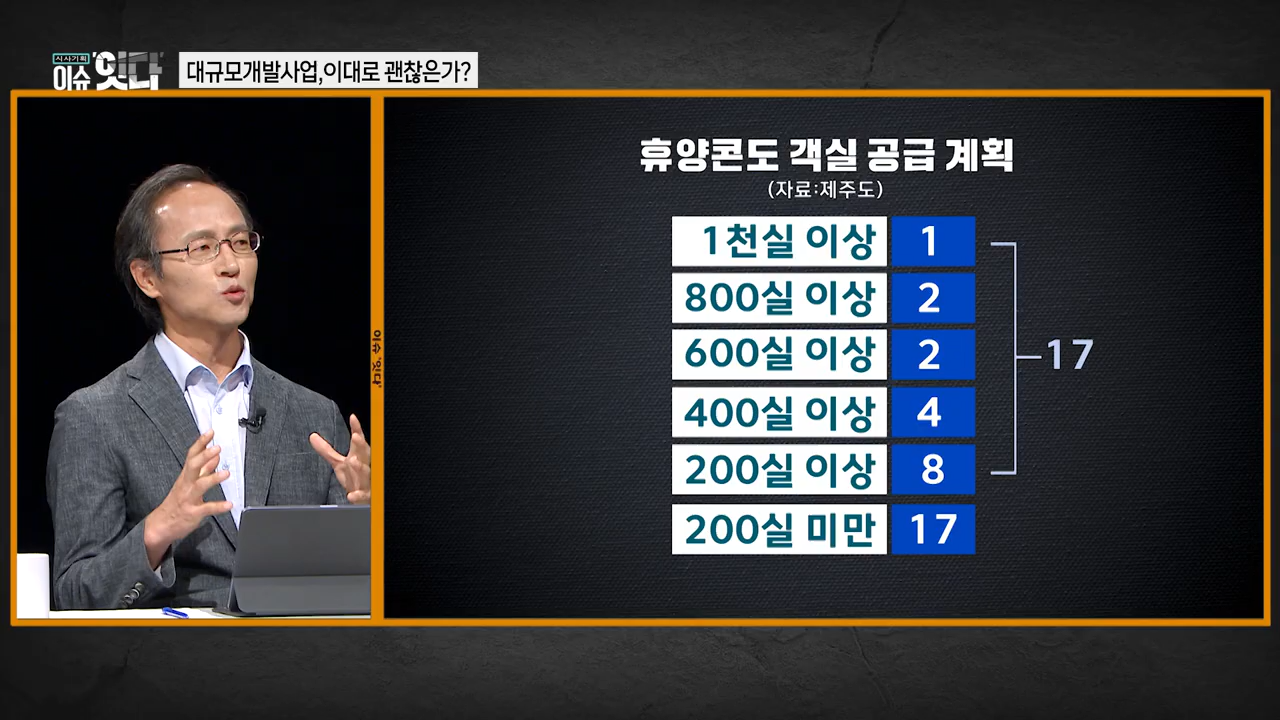 시사기획
이슈 '잇다'
대규모개발사업,이대로 괜찮은가?
이슈 '잇다'
휴양콘도 객실 공급 계획
(자료:제주도)
1천실 이상 1
800실 이상 2
600실 이상 2
400실 이상 4
200실 이상 8
17
200실 미만 17